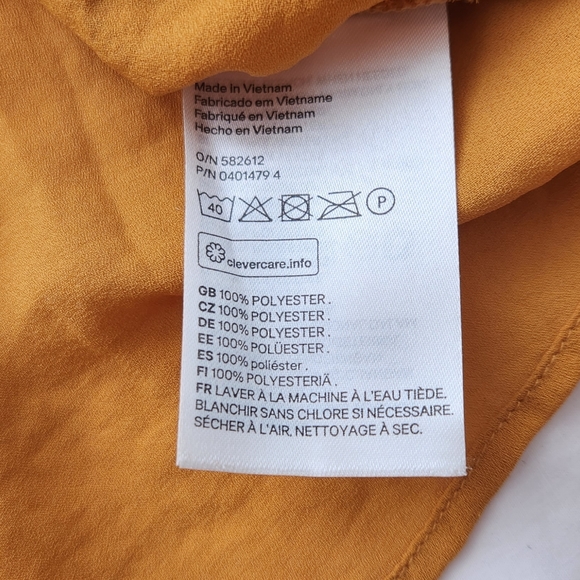 Made in Vietnam
Fabricado em Vietname
Fabriqué en Vietnam
Hecho en Vietnam
O/N 582612
P/N 0401479 4
40 P
clevercare.info
GB 100% POLYESTER.
CZ 100% POLYESTER.
DE 100% POLYESTER.
EE 100% POLÜESTER.
ES 100% poliéster.
FI 100% POLYESTERIÄ.
FR LAVER À LA MACHINE À L'EAU TIÈDE.
BLANCHIR SANS CHLORE SI NÉCESSAIRE.
SÉCHER À L'AIR. NETTOYAGE À SEC.